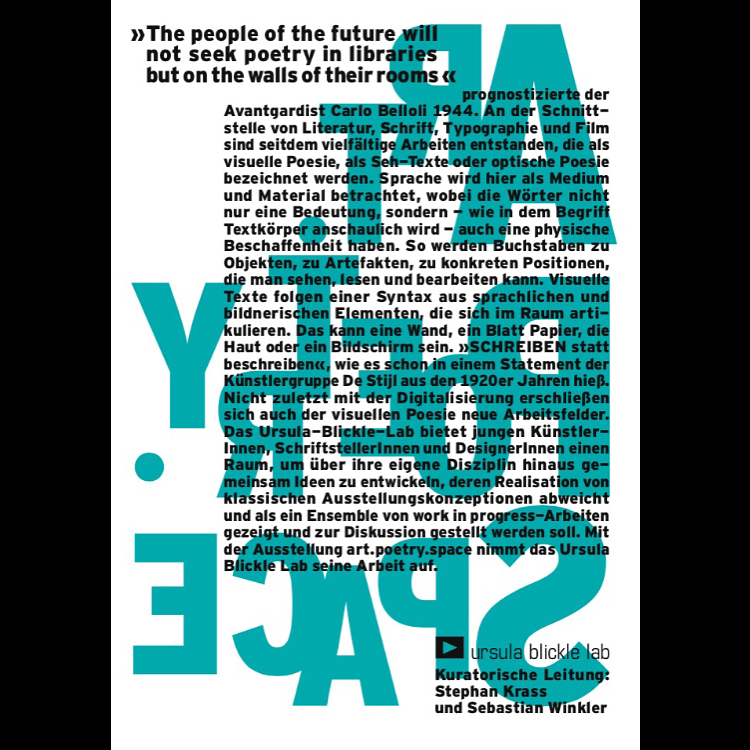 »The people of the future will
not seek poetry in libraries
but on the walls of their rooms«
prognostizierte der
Avantgardist Carlo Belloli 1944. An der Schnitt–
stelle von Literatur, Schrift, Typographie und Film
sind seitdem vielfältige Arbeiten entstanden, die als
visuelle Poesie, als Seh–Texte oder optische Poesie
bezeichnet werden. Sprache wird hier als Medium
und Material betrachtet, wobei die Wörter nicht
nur eine Bedeutung, sondern – wie in dem Begriff
Textkörper anschaulich wird – auch eine physische
Beschaffenheit haben. So werden Buchstaben zu
Objekten, zu Artefakten, zu konkreten Positionen,
die man sehen, lesen und bearbeiten kann. Visuelle
Texte folgen einer Syntax aus sprachlichen und
bildnerischen Elementen, die sich im Raum arti–
kulieren. Das kann eine Wand, ein Blatt Papier, die
Haut oder ein Bildschirm sein. »SCHREIBEN statt
beschreiben«, wie es schon in einem Statement der
Künstlergruppe De Stijl aus den 1920er Jahren hieß.
Nicht zuletzt mit der Digitalisierung erschließen
sich auch der visuellen Poesie neue Arbeitsfelder.
Das Ursula–Blickle–Lab bietet jungen Künstler–
Innen, SchriftstellerInnen und DesignerInnen einen
Raum, um über ihre eigene Disziplin hinaus ge–
meinsam Ideen zu entwickeln, deren Realisation von
klassischen Ausstellungskonzeptionen abweicht
und als ein Ensemble von work in progress–Arbeiten
gezeigt und zur Diskussion gestellt werden soll. Mit
der Ausstellung art.poetry.space nimmt das Ursula
Blickle Lab seine Arbeit auf.
ART.
POETRY.
SPACE
ursula blickle lab
Kuratorische Leitung:
Stephan Krass
und Sebastian Winkler